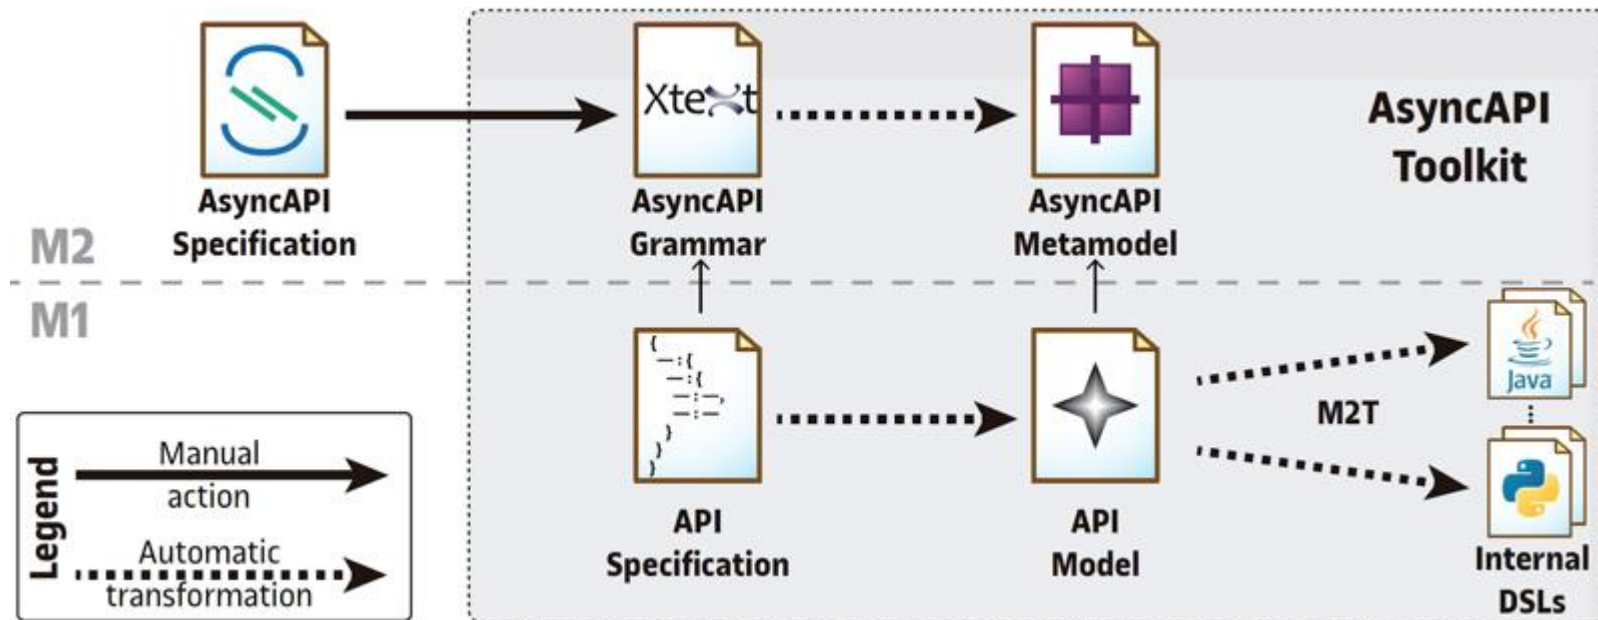 Xtext
AsyncAPI
Toolkit
AsyncAPI
Specification
AsyncAPI
Grammar
AsyncAPI
Metamodel
M2
M1
{
—:{
—:{
—:—,
—:—
}
}
}
Java
M2T
API
Specification
API
Model
Internal
DSLs
Legend
Manual
action
Automatic
transformation